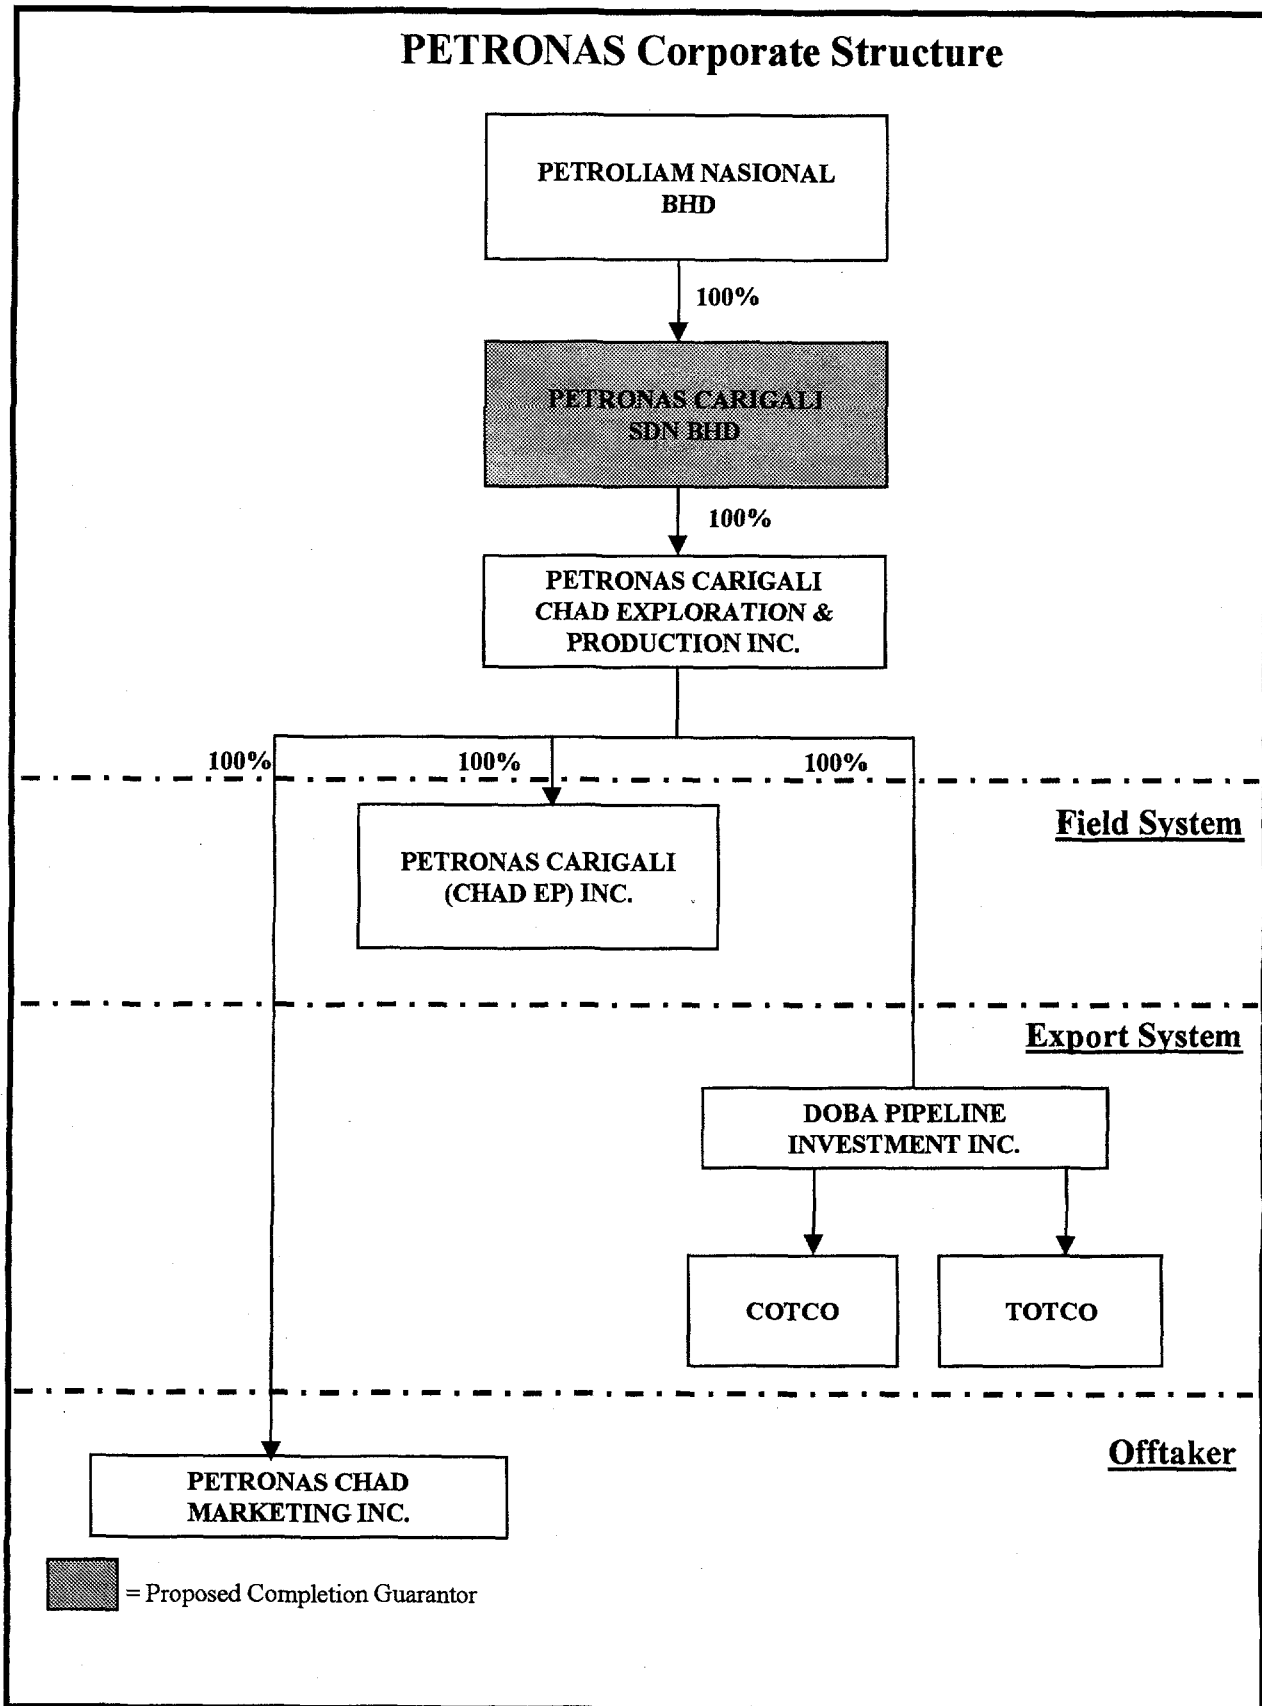 PETRONAS Corporate Structure
PETROLIAM NASIONAL
BHD
100%
PETRONAS CARIGALI
SDN BHD
100%
PETRONAS CARIGALI
CHAD EXPLORATION &
PRODUCTION INC.
100%
100%
100%
Field System
PETRONAS CARIGALI
(CHAD EP) INC.
Export System
DOBA PIPELINE
INVESTMENT INC.
COTCO
TOTCO
Offtaker
PETRONAS CHAD
MARKETING INC.
= Proposed Completion Guarantor